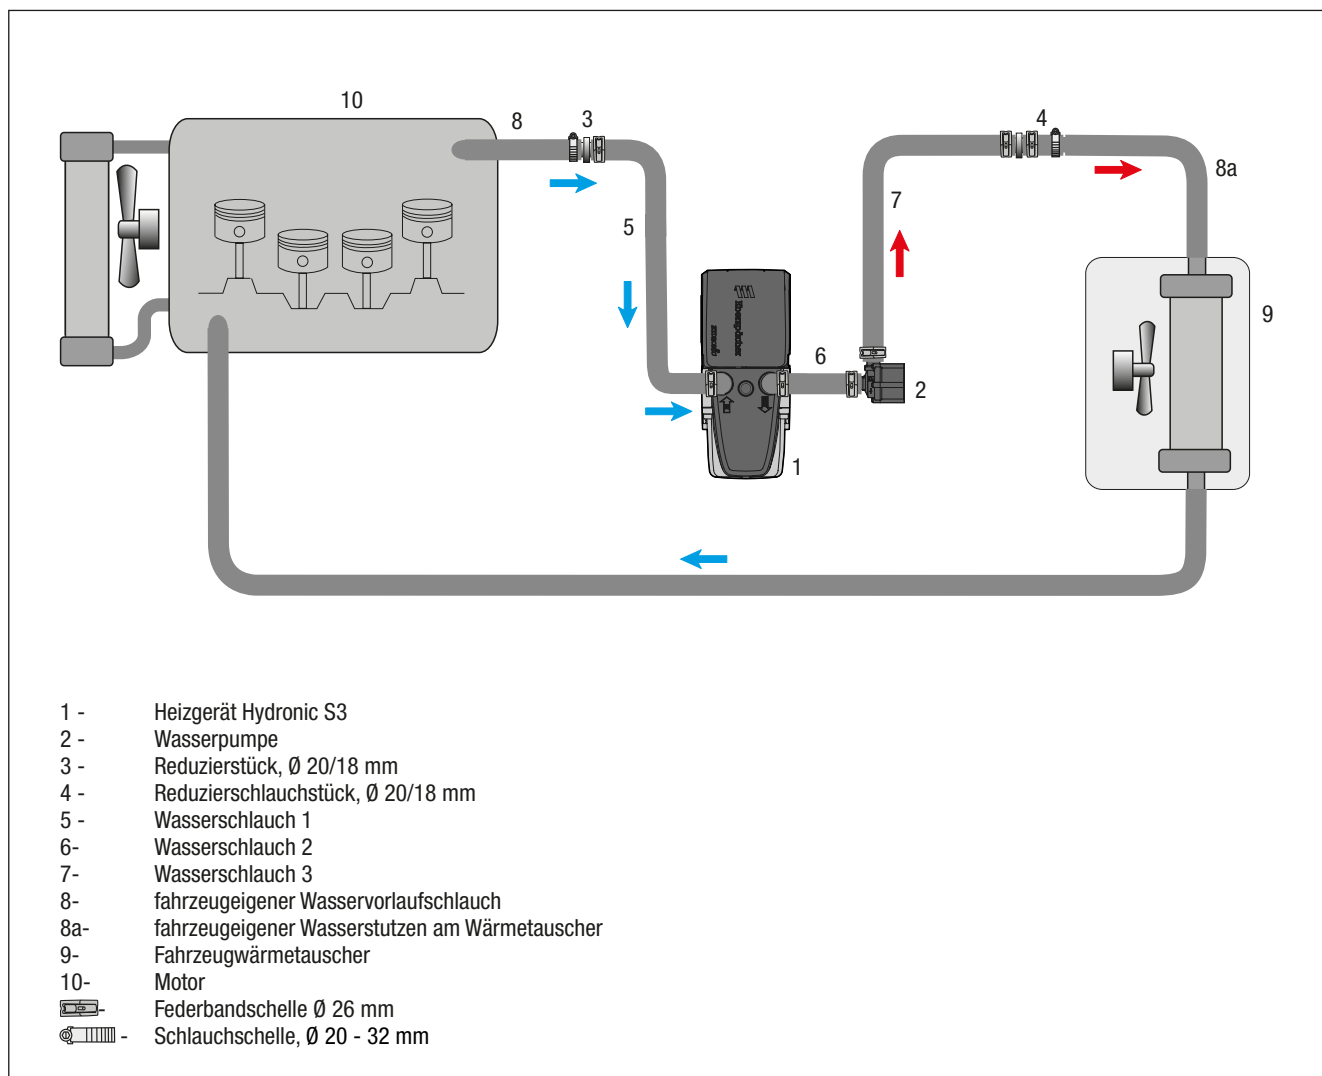 10
8
3
4
8a
7
5
9
Eberspächer
6
2
1
1 - Heizgerät Hydronic S3
2 - Wasserpumpe
3 - Reduzierstück, Ø 20/18 mm
4 - Reduzierschlauchstück, Ø 20/18 mm
5 - Wasserschlauch 1
6- Wasserschlauch 2
7- Wasserschlauch 3
8- fahrzeugeigener Wasservorlaufschlauch
8a- fahrzeugeigener Wasserstutzen am Wärmetauscher
9- Fahrzeugwärmetauscher
10- Motor
- Federbandschelle Ø 26 mm
- Schlauchschelle, Ø 20 - 32 mm